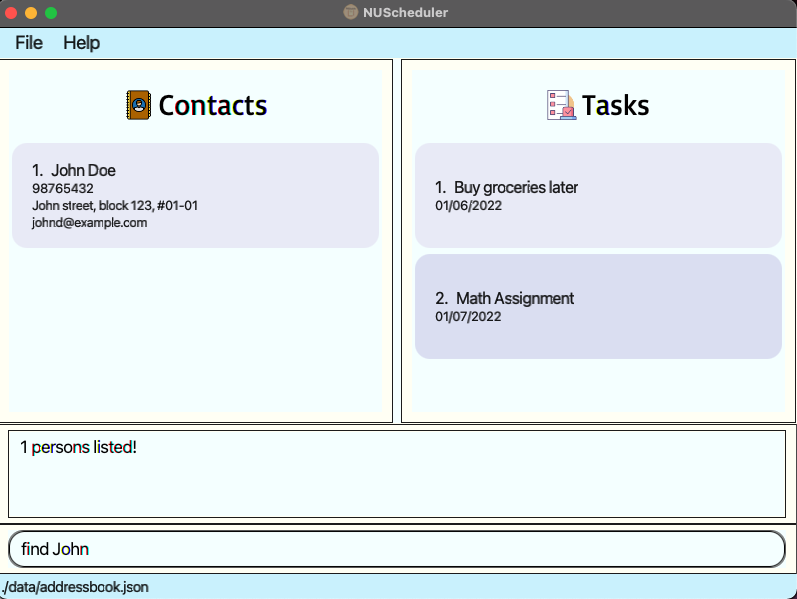 NUScheduler
File Help
Contacts
1. John Doe
98765432
John street, block 123, #01-01
johnd@example.com
Tasks
1. Buy groceries later
01/06/2022
2. Math Assignment
01/07/2022
1 persons listed!
find John
./data/addressbook.json